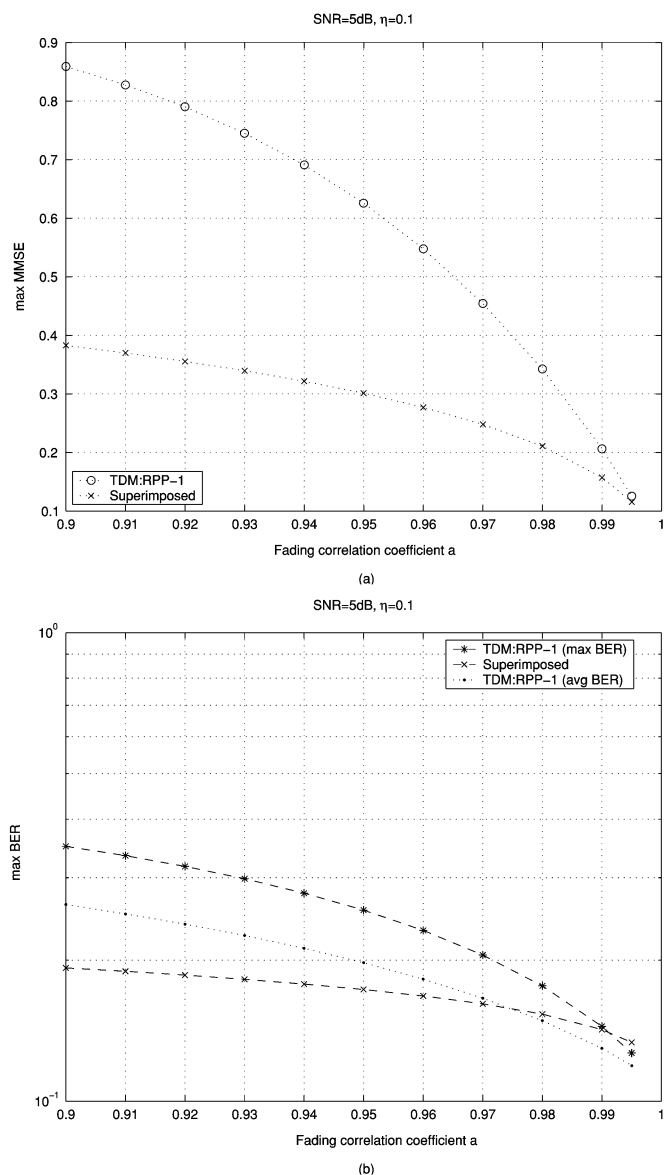 SNR=5dB, η=0.1
0.9
0.8
0.7
0.6
0.5
0.4
0.3
0.2
0.1
max MMSE
TDM:RPP−1
Superimposed
0.9 0.91 0.92 0.93 0.94 0.95 0.96 0.97 0.98 0.99 1
Fading correlation coefficient a
(a)
SNR=5dB, η=0.1
10^0
TDM:RPP−1 (max BER)
Superimposed
TDM:RPP−1 (avg BER)
max BER
10^−1
0.9 0.91 0.92 0.93 0.94 0.95 0.96 0.97 0.98 0.99 1
Fading correlation coefficient a
(b)